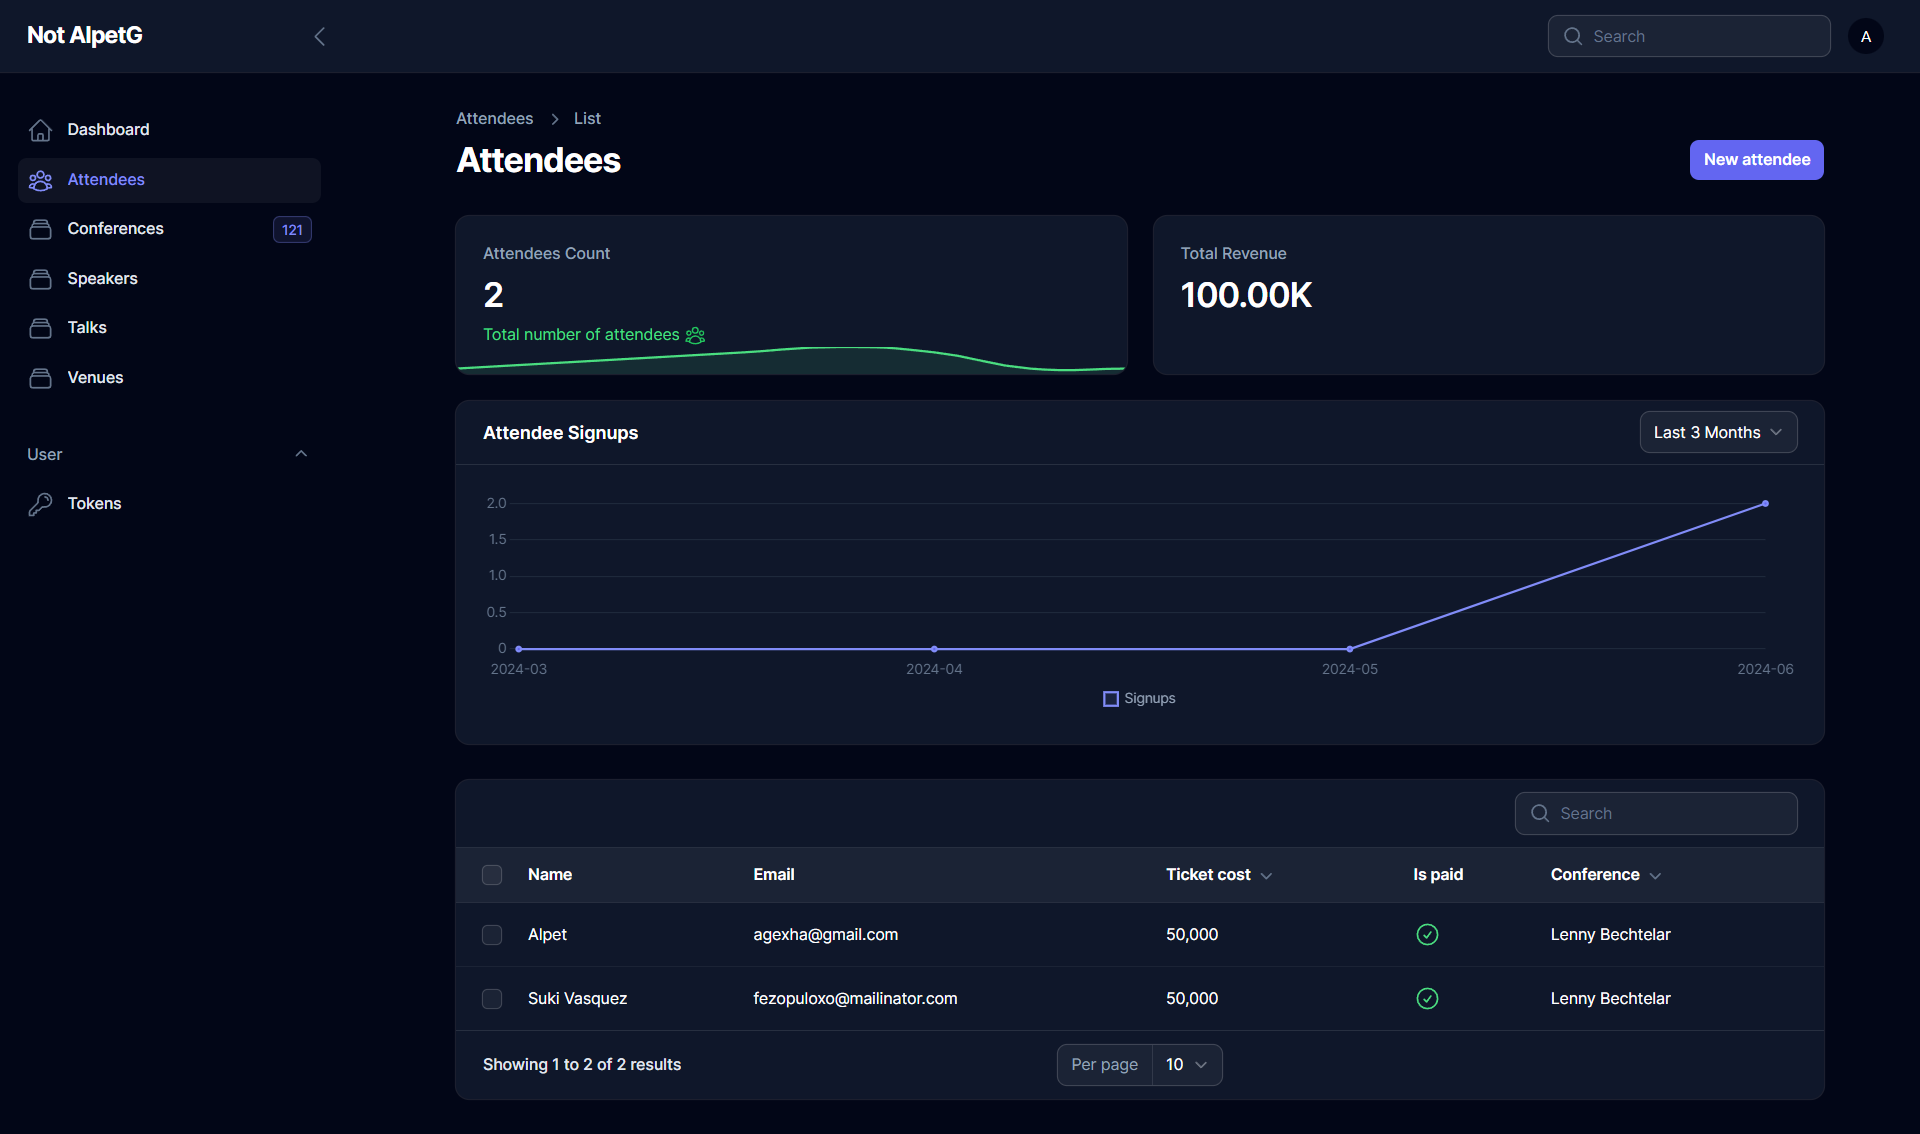 Not AlpetG
Search
A
Dashboard
Attendees
Conferences 121
Speakers
Talks
Venues
User
Tokens
Attendees List
Attendees
New attendee
Attendees Count
2
Total number of attendees
Total Revenue
100.00K
Attendee Signups
Last 3 Months
2.0
1.5
1.0
0.5
0
2024-03 2024-04 2024-05 2024-06
Signups
Search
Name Email Ticket cost Is paid Conference
Alpet agexha@gmail.com 50,000 Lenny Bechtelar
Suki Vasquez fezopuloxo@mailinator.com 50,000 Lenny Bechtelar
Showing 1 to 2 of 2 results
Per page 10